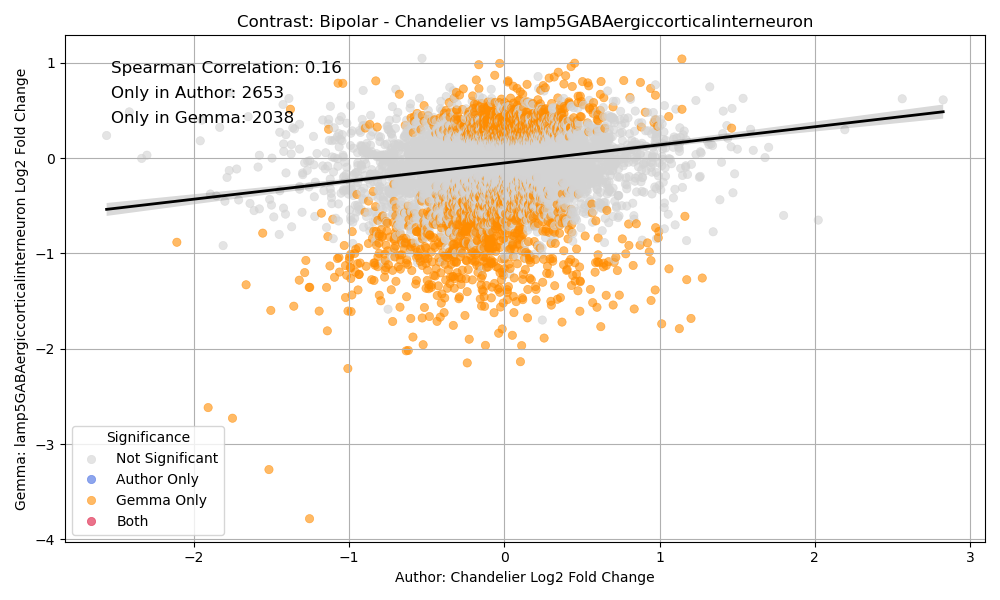 Contrast: Bipolar - Chandelier vs lamp5GABAergiccorticalinterneuron
Spearman Correlation: 0.16
Only in Author: 2653
Only in Gemma: 2038
Gemma: lamp5GABAergiccorticalinterneuron Log2 Fold Change
1
0
−1
−2
−3
−4
Significance
Not Significant
Author Only
Gemma Only
Both
−2
−1
0
1
2
3
Author: Chandelier Log2 Fold Change